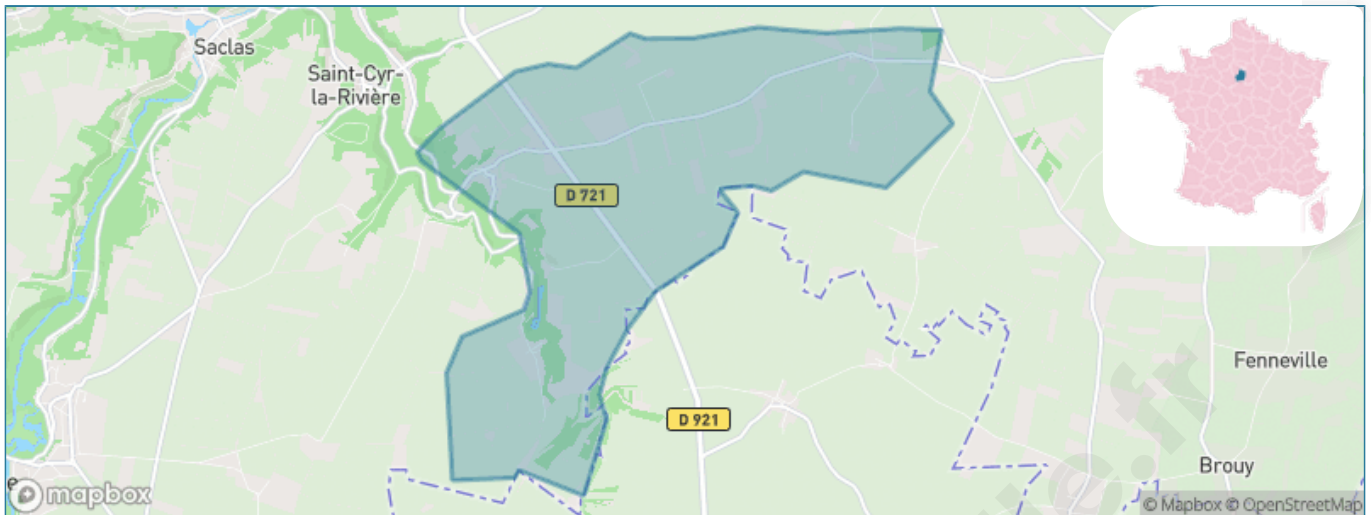 Saclas
Saint-Cyr-
la-Rivière
D 721
Fenneville
D 921
Brouy
e
mapbox
© Mapbox © OpenStreetMap